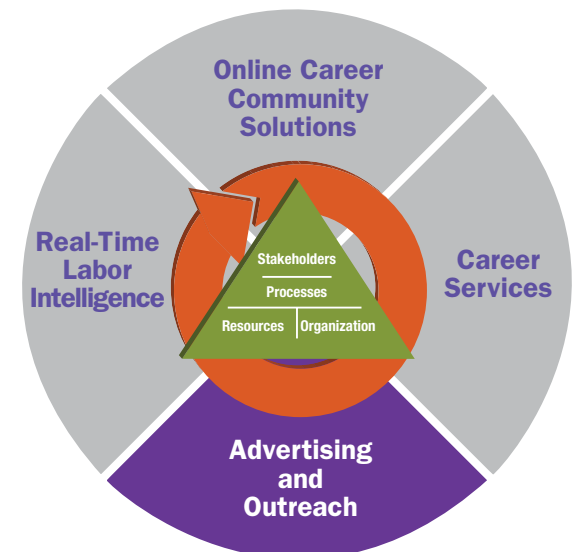 Online Career
Community
Solutions
Real-Time
Labor
Intelligence
Career
Services
Stakeholders
Processes
Resources
Organization
Advertising
and
Outreach